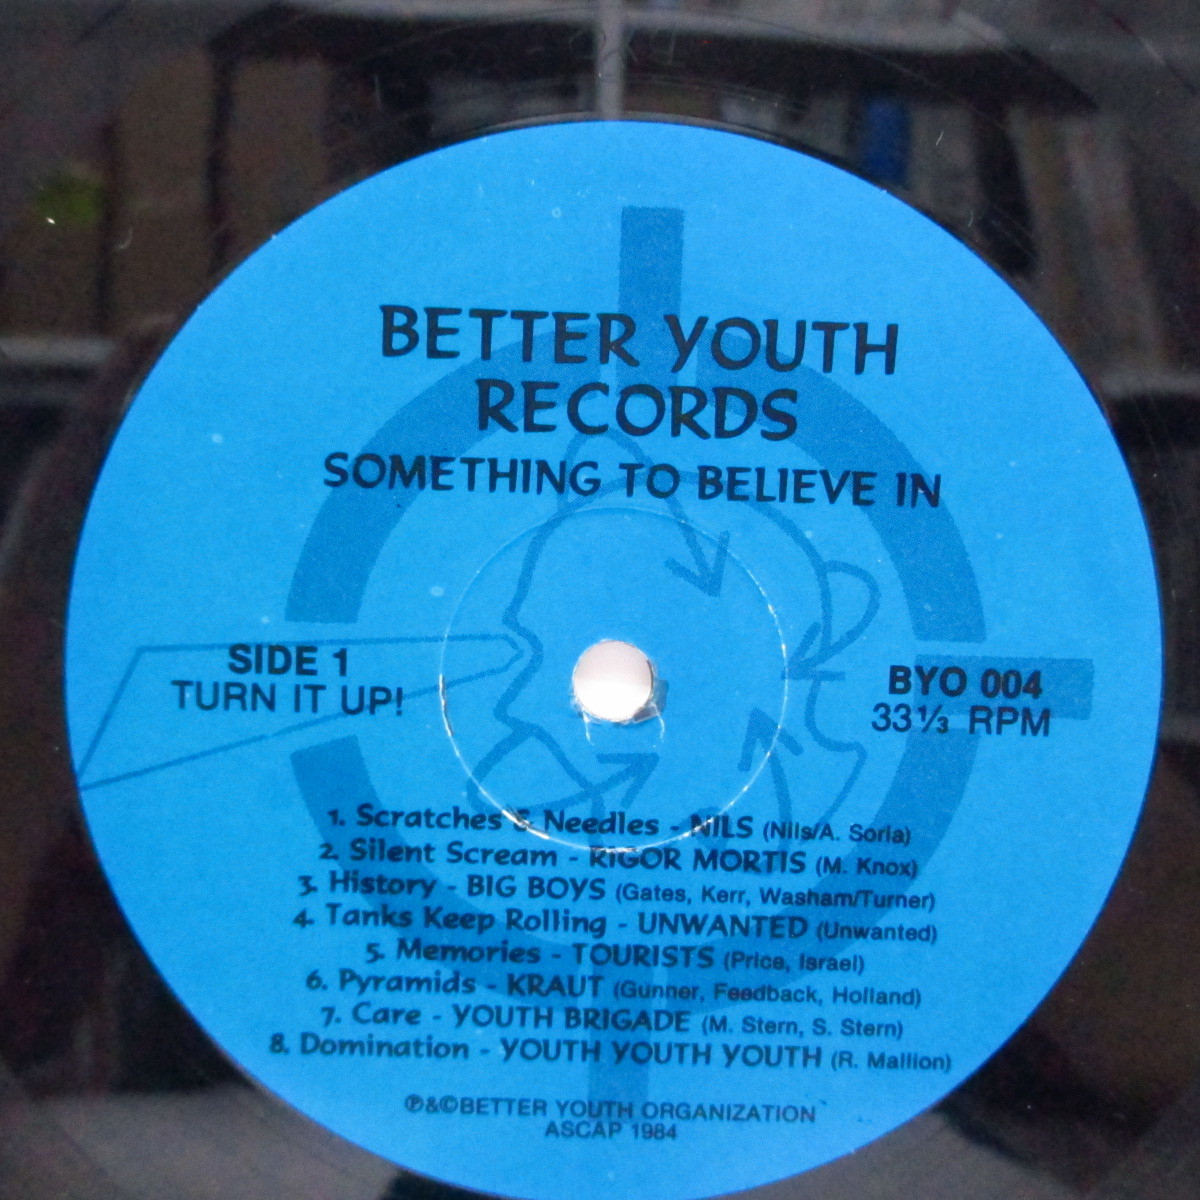 BETTER YOUTH
RECORDS
SOMETHING TO BELIEVE IN
SIDE 1
TURN IT UP!
BYO 004
33⅓ RPM
1. Scratches & Needles - NILS (Nils/A. Soria)
2. Silent Scream - RIGOR MORTIS (M. Knox)
3. History - BIG BOYS (Gates, Kerr, Washam/Turner)
4. Tanks Keep Rolling - UNWANTED (Unwanted)
5. Memories - TOURISTS (Price, Israel)
6. Pyramids - KRAUT (Gunner, Feedback, Holland)
7. Care - YOUTH BRIGADE (M. Stern, S. Stern)
8. Domination - YOUTH YOUTH YOUTH (R. Mallion)
℗&©BETTER YOUTH ORGANIZATION
ASCAP 1984